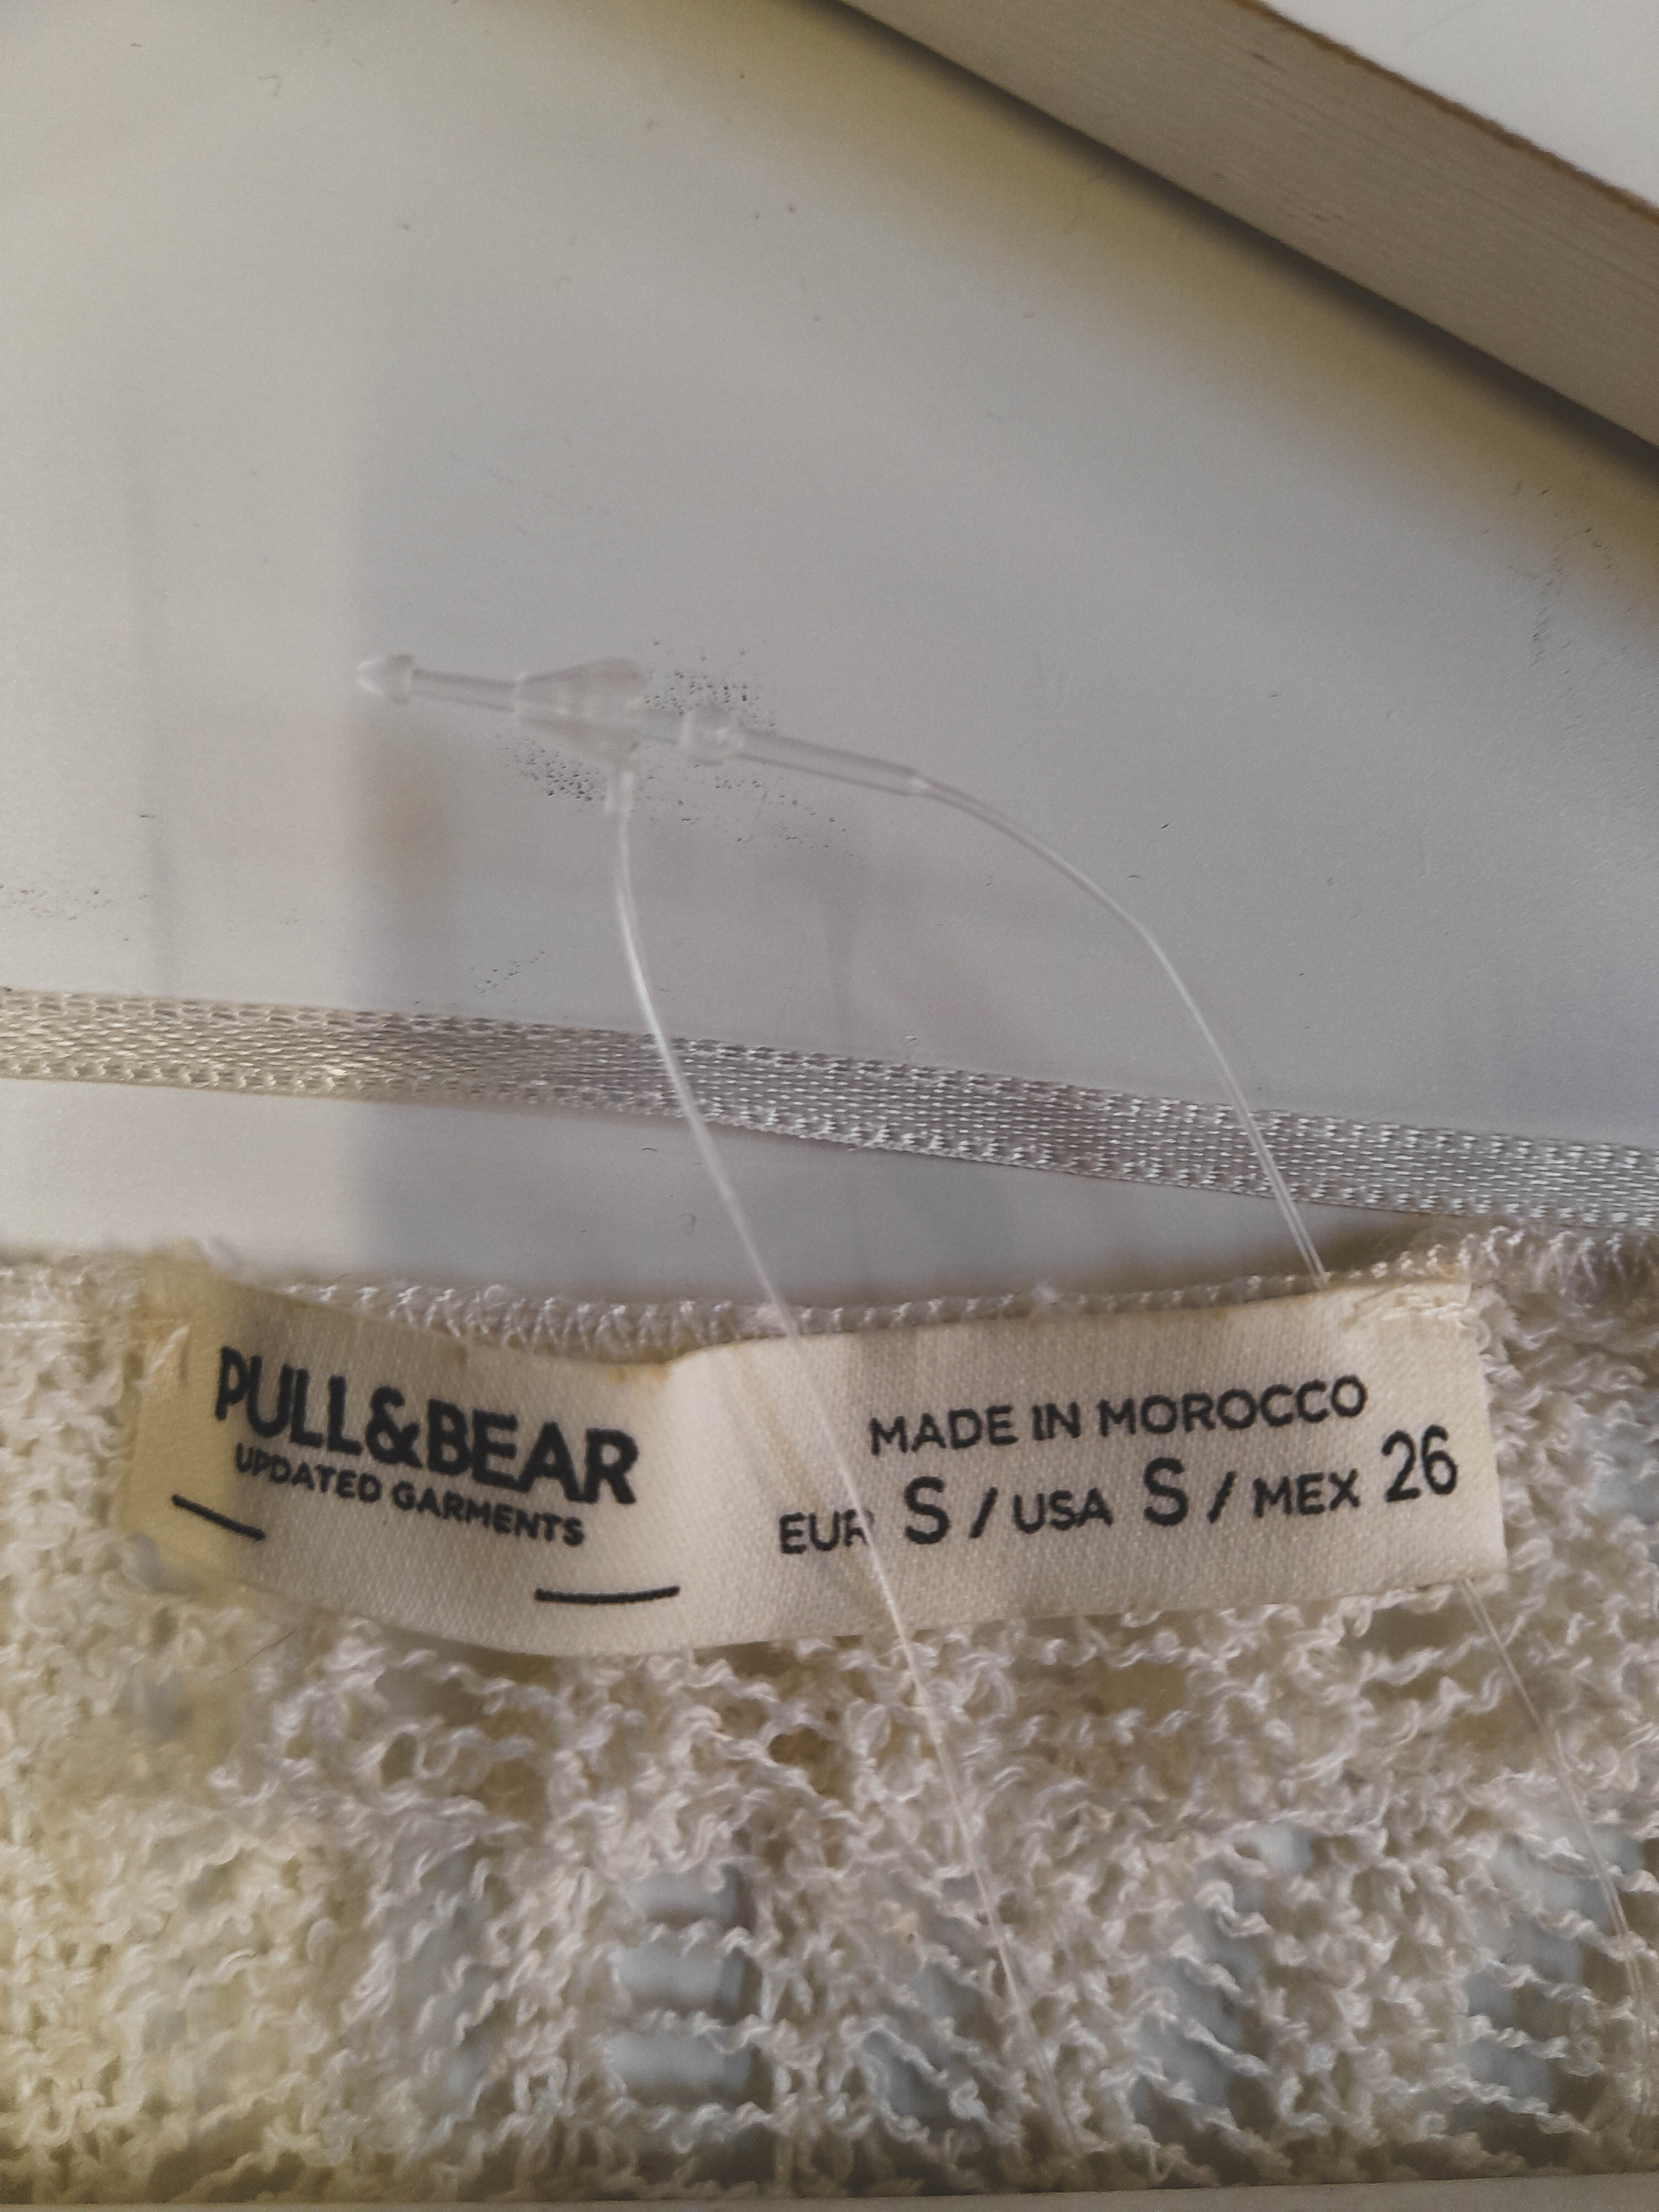 PULL&BEAR
UPDATED GARMENTS
MADE IN MOROCCO
EUR S / USA S / MEX 26